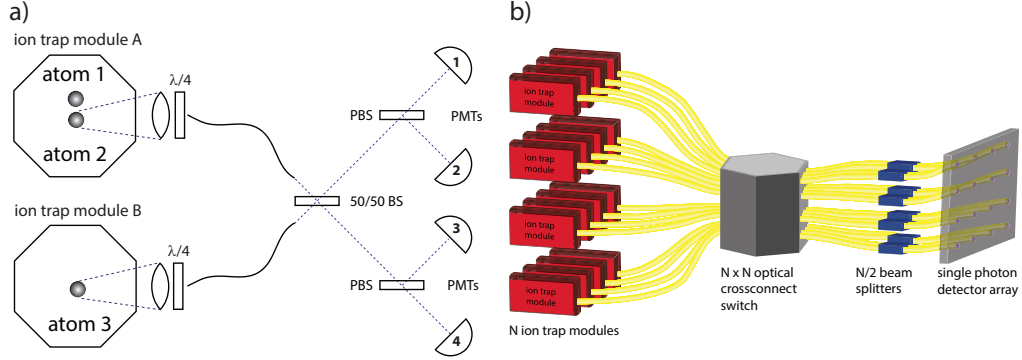 a)
ion trap module A
atom 1
atom 2
λ/4
ion trap module B
atom 3
λ/4
50/50 BS
PBS
PMTs
1
2
PBS
PMTs
3
4
b)
ion trap
module
ion trap
module
ion trap
module
ion trap
module
N ion trap modules
N x N optical
crossconnect
switch
N/2 beam
splitters
single photon
detector array